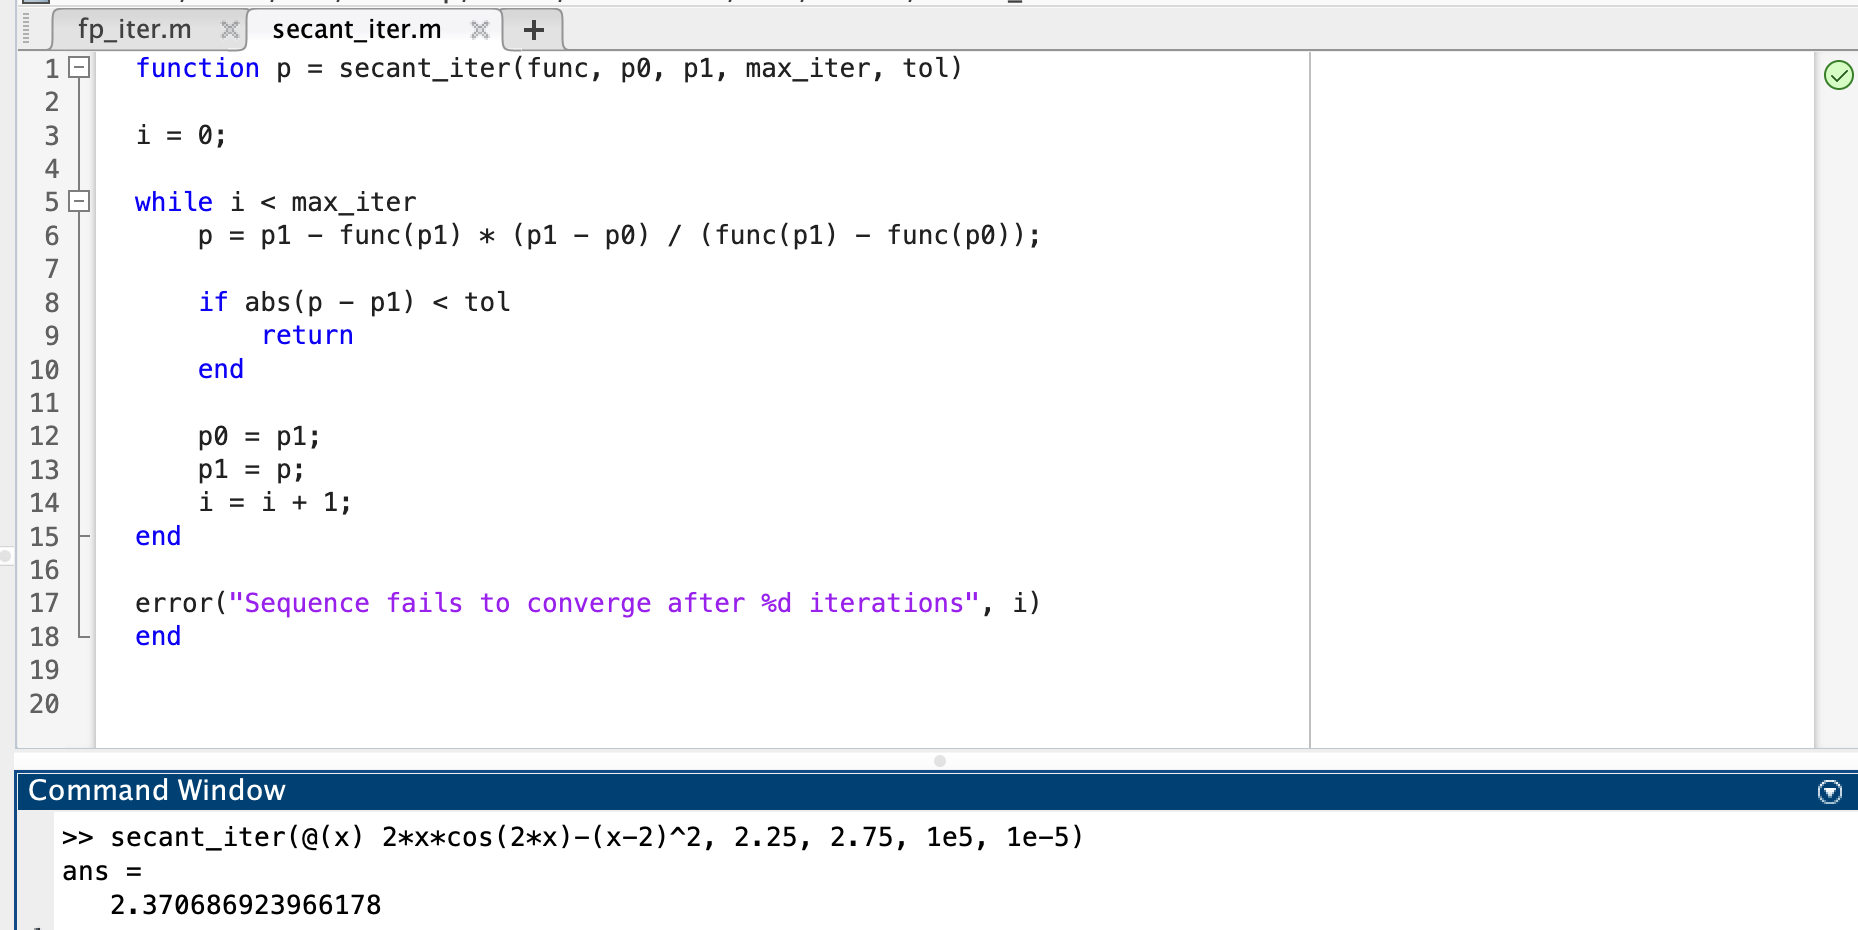 fp_iter.m secant_iter.m +
1 function p = secant_iter(func, p0, p1, max_iter, tol)
2
3 i = 0;
4
5 while i < max_iter
6 p = p1 - func(p1) * (p1 - p0) / (func(p1) - func(p0));
7
8 if abs(p - p1) < tol
9 return
10 end
11
12 p0 = p1;
13 p1 = p;
14 i = i + 1;
15 end
16
17 error("Sequence fails to converge after %d iterations", i)
18 end
19
20
Command Window
>> secant_iter(@(x) 2*x*cos(2*x)-(x-2)^2, 2.25, 2.75, 1e5, 1e-5)
ans =
2.370686923966178